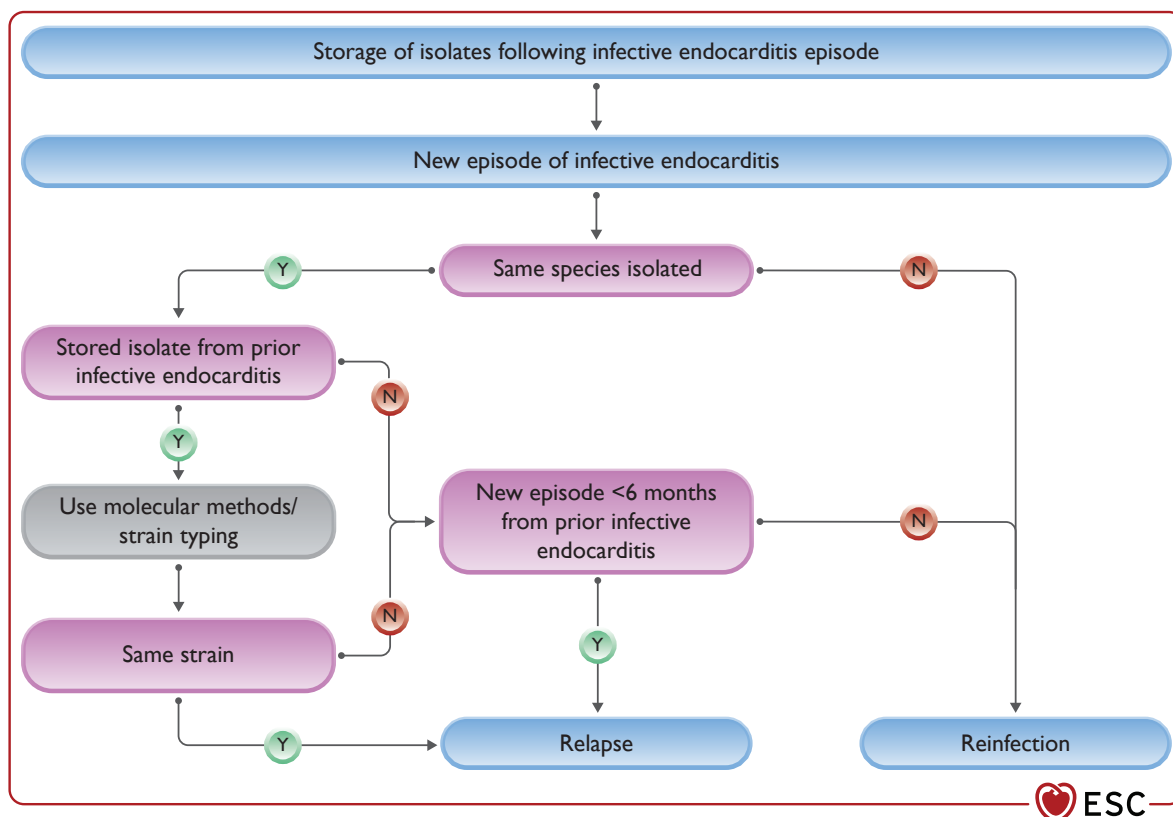 Storage of isolates following infective endocarditis episode
New episode of infective endocarditis
Same species isolated
Y
N
Stored isolate from prior
infective endocarditis
N
Y
Use molecular methods/
strain typing
New episode <6 months
from prior infective
endocarditis
N
N
Same strain
Y
Y
Relapse
Reinfection
ESC